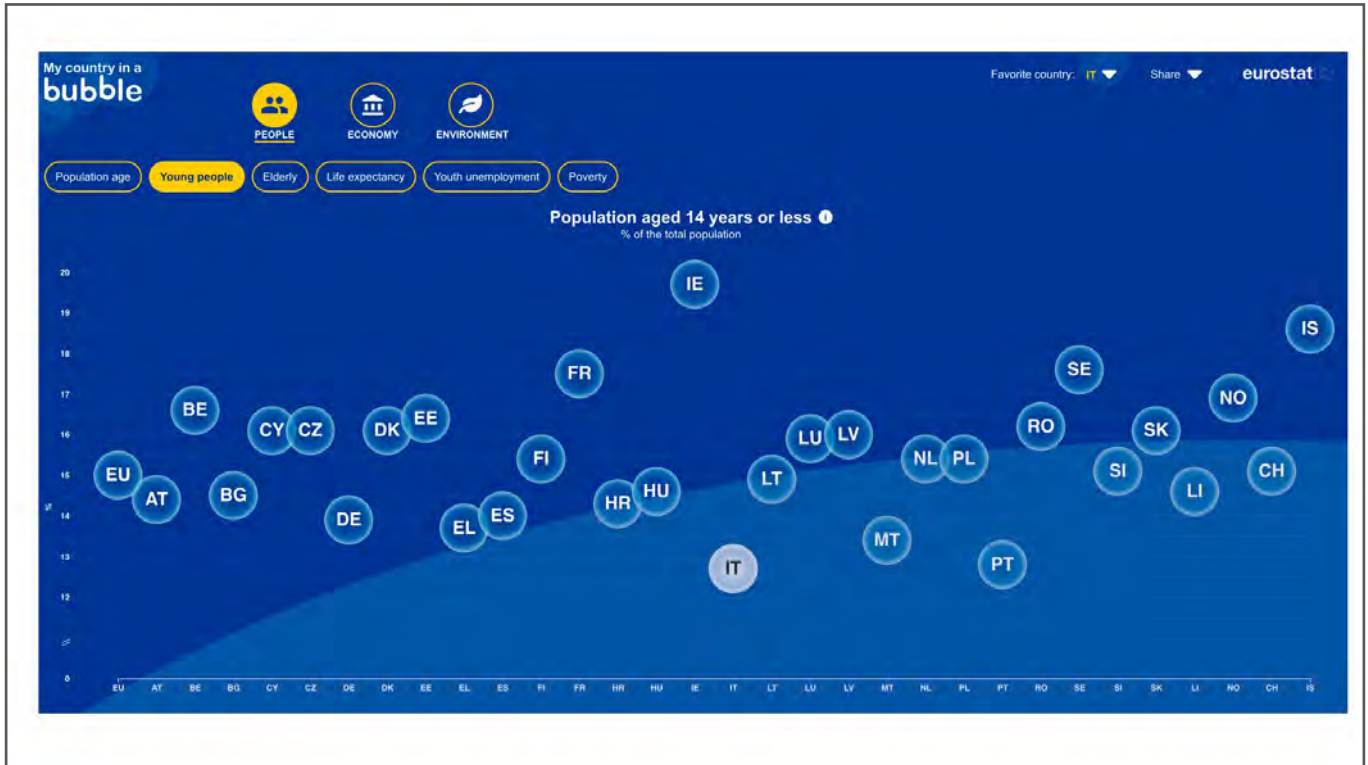 My country in a
bubble
Favorite country: IT
Share
eurostat
PEOPLE
ECONOMY
ENVIRONMENT
Population age
Young people
Elderly
Life expectancy
Youth unemployment
Poverty
Population aged 14 years or less i
% of the total population
20
19
18
17
16
15
14
13
12
0
%
EU
AT
BE
BG
CY
CZ
DE
DK
EE
EL
ES
FI
FR
HR
HU
IE
IT
LT
LU
LV
MT
NL
PL
PT
RO
SE
SI
SK
LI
NO
CH
IS
EU AT BE BG CY CZ DE DK EE EL ES FI FR HR HU IE IT LT LU LV MT NL PL PT RO SE SI SK LI NO CH IS